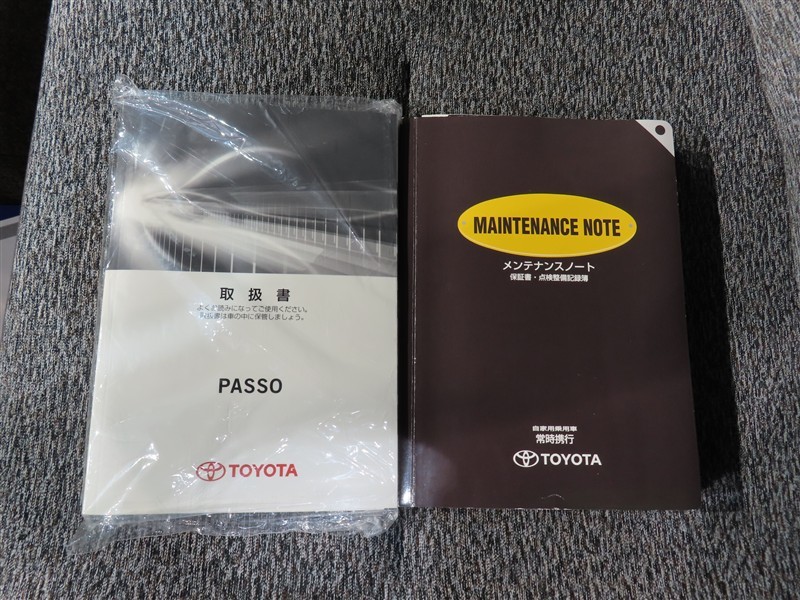 取扱書
よくお読みになってご使用ください。
取扱書は車の中に保管しましょう。
PASSO
TOYOTA
MAINTENANCE NOTE
メンテナンスノート
保証書・点検整備記録簿
自家用乗用車
常時携行
TOYOTA